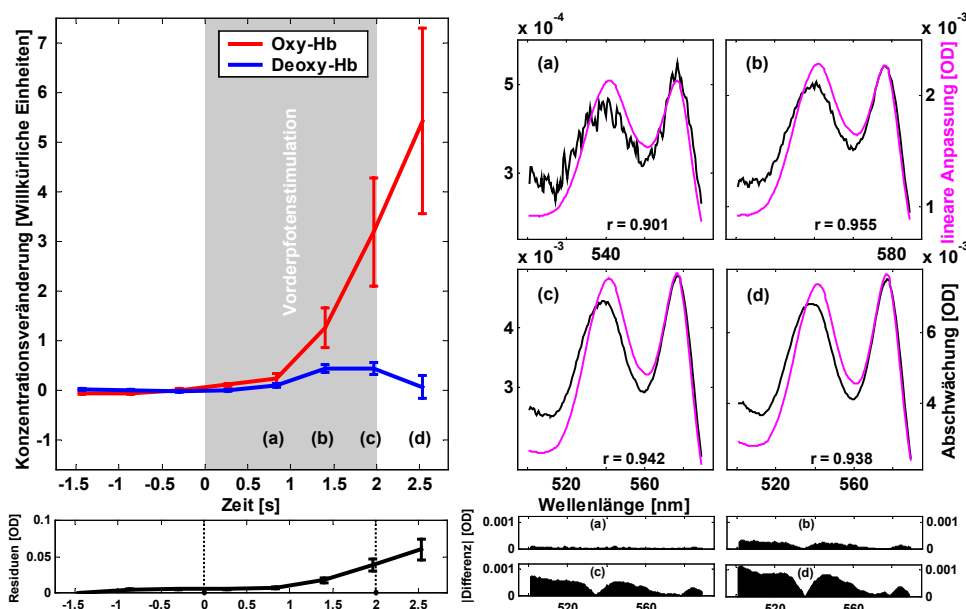 Konzentrationsveränderung [Willkürliche Einheiten]
7
6
5
4
3
2
1
0
-1
Oxy-Hb
Deoxy-Hb
Vorderpfotenstimulation
(a)
(b)
(c)
(d)
-1.5
-1
-0.5
0
0.5
1
1.5
2
2.5
Zeit [s]
Residuen [OD]
0.1
0.05
0
-1.5
-1
-0.5
0
0.5
1
1.5
2
2.5
x 10⁻⁴
x 10⁻³
(a)
5
3
r = 0.901
(b)
2
1
r = 0.955
lineare Anpassung [OD]
540
580
x 10⁻³
x 10⁻³
(c)
4
3
r = 0.942
(d)
6
4
r = 0.938
Abschwächung [OD]
520
560
520
560
Wellenlänge [nm]
|Differenz| [OD]
0.001
0
(a)
(b)
0.001
0
0.001
0
(c)
(d)
0.001
0
520
560
520
560